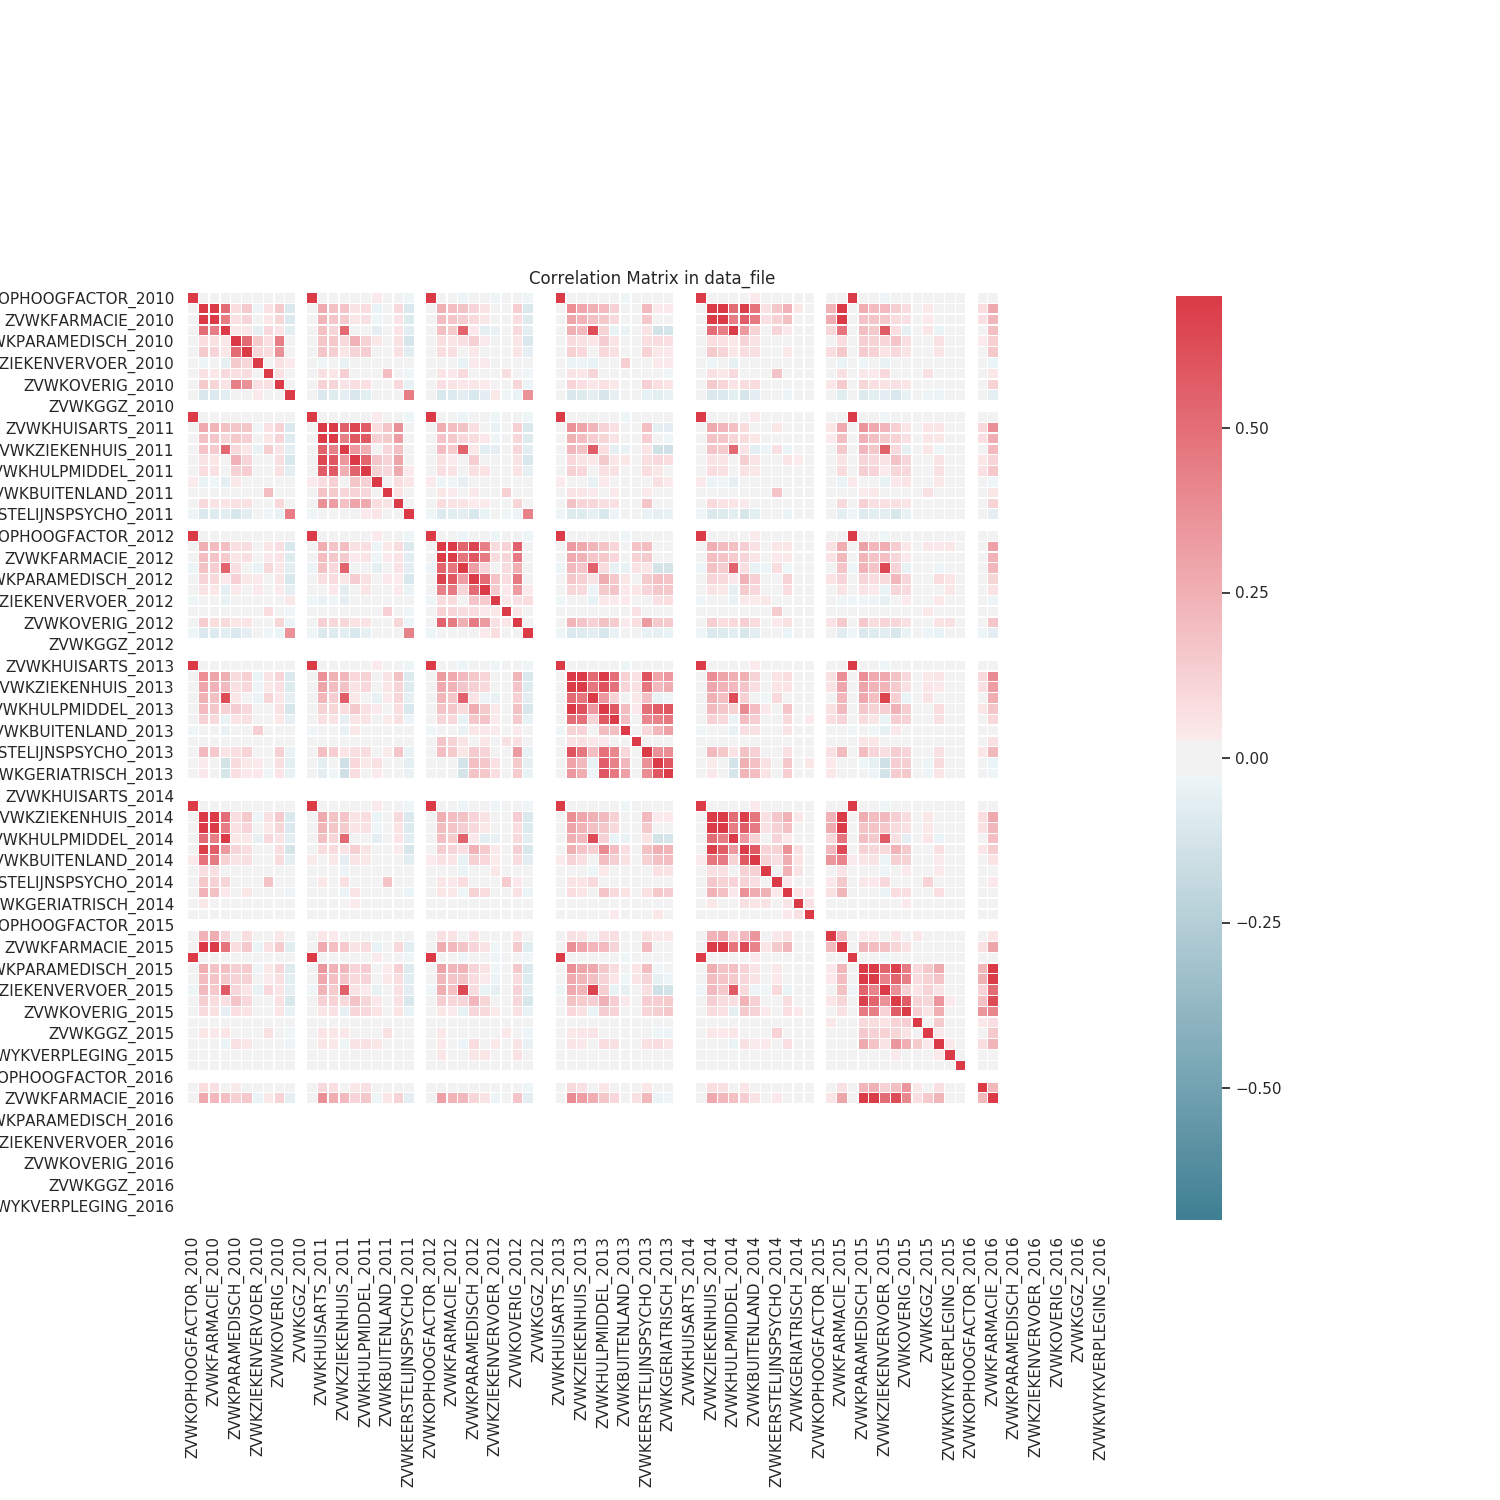 Correlation Matrix in data_file
OPHOOGFACTOR_2010
ZVWKFARMACIE_2010
WKPARAMEDISCH_2010
ZIEKENVERVOER_2010
ZVWKOVERIG_2010
ZVWKGGZ_2010
ZVWKHUISARTS_2011
VWKZIEKENHUIS_2011
VWKHULPMIDDEL_2011
VWKBUITENLAND_2011
STELIJNSPSYCHO_2011
OPHOOGFACTOR_2012
ZVWKFARMACIE_2012
WKPARAMEDISCH_2012
ZIEKENVERVOER_2012
ZVWKOVERIG_2012
ZVWKGGZ_2012
ZVWKHUISARTS_2013
VWKZIEKENHUIS_2013
VWKHULPMIDDEL_2013
VWKBUITENLAND_2013
STELIJNSPSYCHO_2013
WKGERIATRISCH_2013
ZVWKHUISARTS_2014
VWKZIEKENHUIS_2014
VWKHULPMIDDEL_2014
VWKBUITENLAND_2014
STELIJNSPSYCHO_2014
WKGERIATRISCH_2014
OPHOOGFACTOR_2015
ZVWKFARMACIE_2015
WKPARAMEDISCH_2015
ZIEKENVERVOER_2015
ZVWKOVERIG_2015
ZVWKGGZ_2015
WYKVERPLEGING_2015
OPHOOGFACTOR_2016
ZVWKFARMACIE_2016
WKPARAMEDISCH_2016
ZIEKENVERVOER_2016
ZVWKOVERIG_2016
ZVWKGGZ_2016
WYKVERPLEGING_2016
ZVWKOPHOOGFACTOR_2010
ZVWKFARMACIE_2010
ZVWKPARAMEDISCH_2010
ZVWKZIEKENVERVOER_2010
ZVWKOVERIG_2010
ZVWKGGZ_2010
ZVWKHUISARTS_2011
ZVWKZIEKENHUIS_2011
ZVWKHULPMIDDEL_2011
ZVWKBUITENLAND_2011
ZVWKEERSTELIJNSPSYCHO_2011
ZVWKOPHOOGFACTOR_2012
ZVWKFARMACIE_2012
ZVWKPARAMEDISCH_2012
ZVWKZIEKENVERVOER_2012
ZVWKOVERIG_2012
ZVWKGGZ_2012
ZVWKHUISARTS_2013
ZVWKZIEKENHUIS_2013
ZVWKHULPMIDDEL_2013
ZVWKBUITENLAND_2013
ZVWKEERSTELIJNSPSYCHO_2013
ZVWKGERIATRISCH_2013
ZVWKHUISARTS_2014
ZVWKZIEKENHUIS_2014
ZVWKHULPMIDDEL_2014
ZVWKBUITENLAND_2014
ZVWKEERSTELIJNSPSYCHO_2014
ZVWKGERIATRISCH_2014
ZVWKOPHOOGFACTOR_2015
ZVWKFARMACIE_2015
ZVWKPARAMEDISCH_2015
ZVWKZIEKENVERVOER_2015
ZVWKOVERIG_2015
ZVWKGGZ_2015
ZVWKWYKVERPLEGING_2015
ZVWKOPHOOGFACTOR_2016
ZVWKFARMACIE_2016
ZVWKPARAMEDISCH_2016
ZVWKZIEKENVERVOER_2016
ZVWKOVERIG_2016
ZVWKGGZ_2016
ZVWKWYKVERPLEGING_2016
0.50
0.25
0.00
−0.25
−0.50